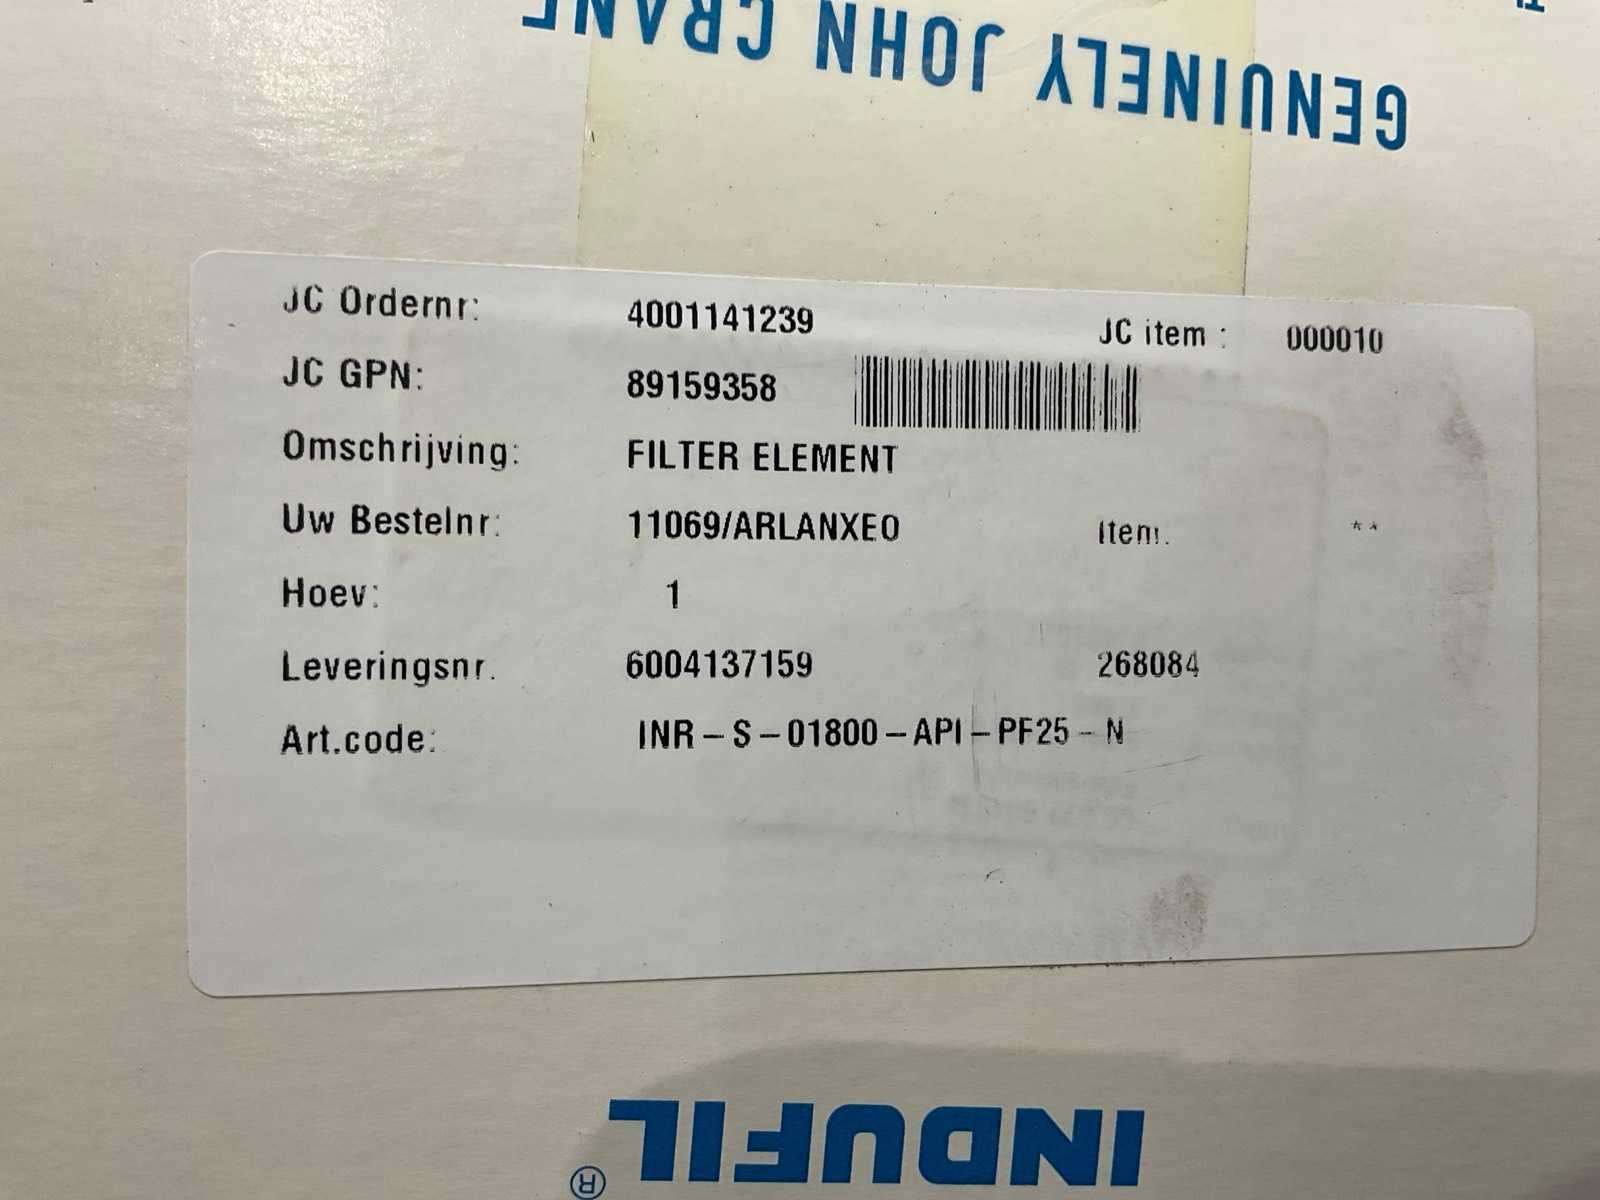 GENUINELY JOHN CRANE
JC Ordernr: 4001141239 JC item : 000010
JC GPN: 89159358
Omschrijving: FILTER ELEMENT
Uw Bestelnr: 11069/ARLANXEO Item. **
Hoev: 1
Leveringsnr. 6004137159 268084
Art.code: INR-S-01800-API-PF25-N
INDUFIL®